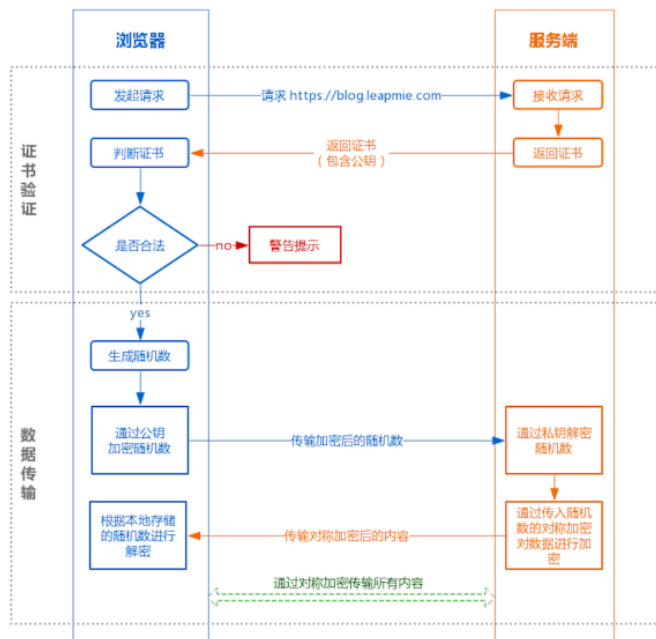 浏览器
服务端
证书验证
发起请求
请求 https://blog.leapmie.com
接收请求
判断证书
返回证书
（包含公钥）
返回证书
是否合法
no
警告提示
yes
数据传输
生成随机数
通过公钥
加密随机数
传输加密后的随机数
通过私钥解密
随机数
根据本地存储
的随机数进行
解密
传输对称加密后的内容
通过传入随机
数的对称加密
对数据进行加
密
通过对称加密传输所有内容